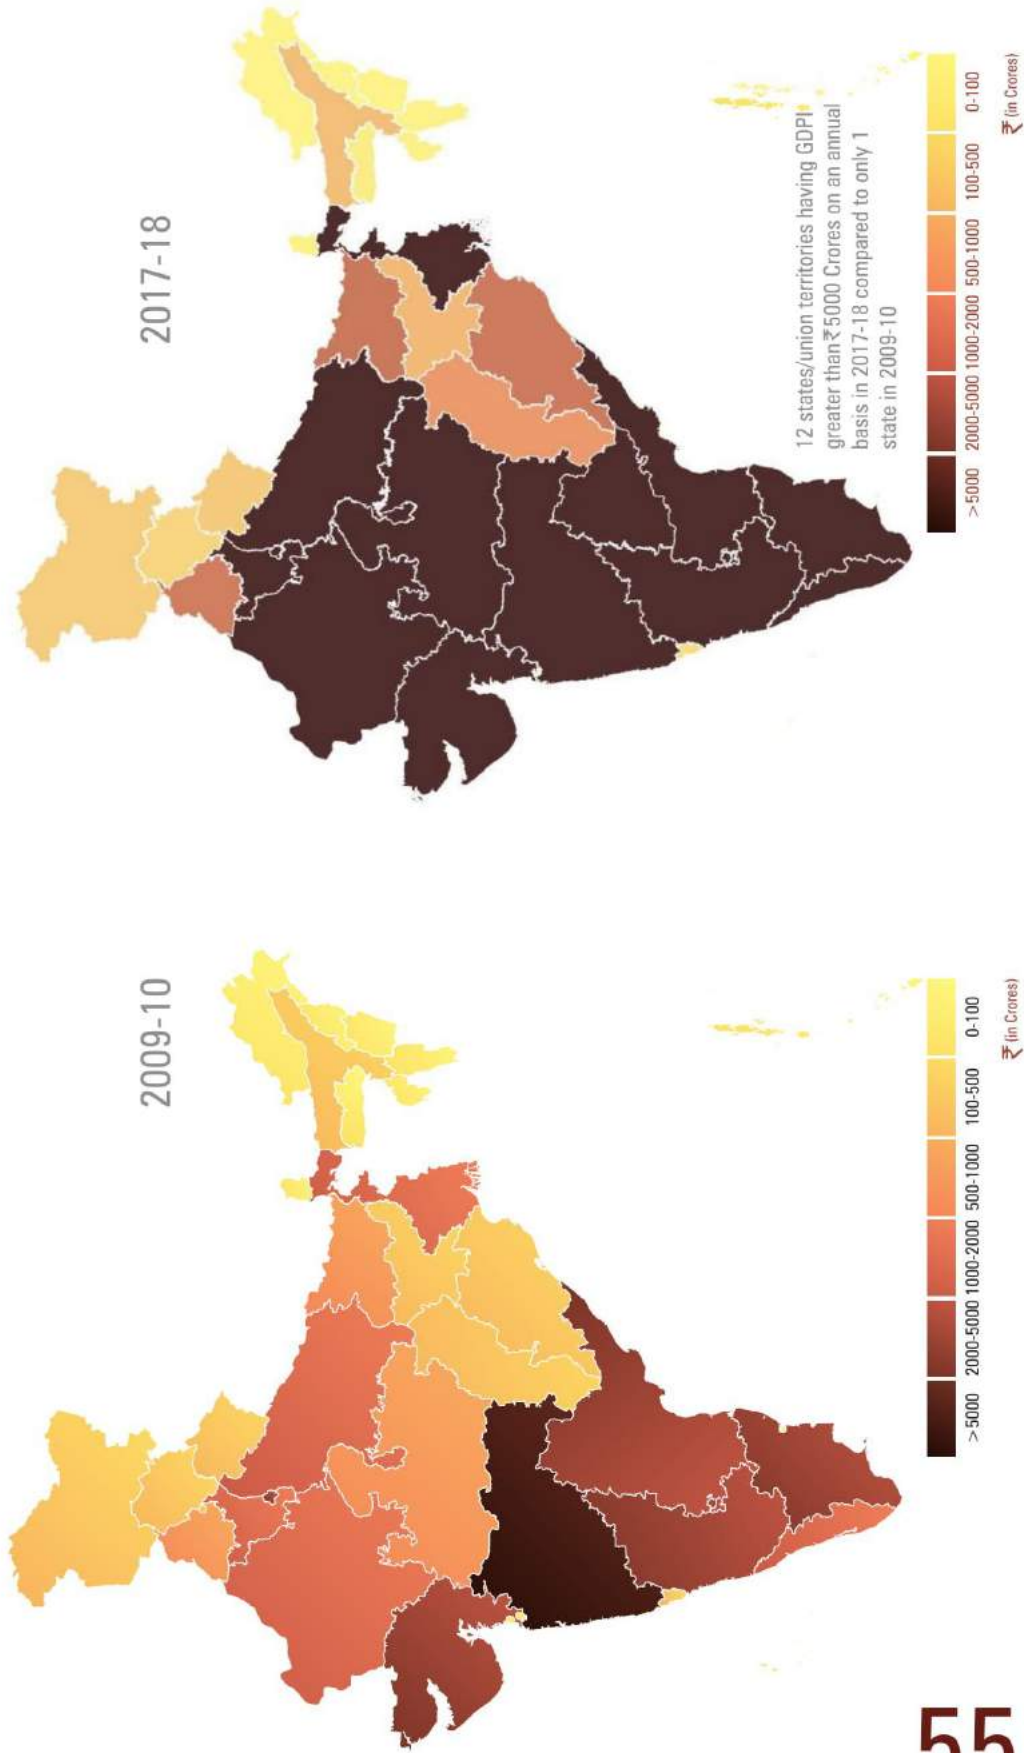 2009-10
> 5000 2000-5000 1000-2000 500-1000 100-500 0-100
₹ (in Crores)
2017-18
12 states/union territories having GDPI
greater than ₹5000 Crores on an annual
basis in 2017-18 compared to only 1
state in 2009-10
> 5000 2000-5000 1000-2000 500-1000 100-500 0-100
₹ (in Crores)
55